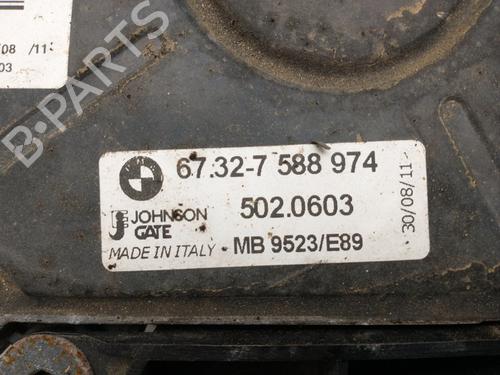 /08 /11-
03
67.32-7 588 974
JOHNSON
GATE
502.0603
MADE IN ITALY
MB 9523/E89
30/08/11-
B-PARTS